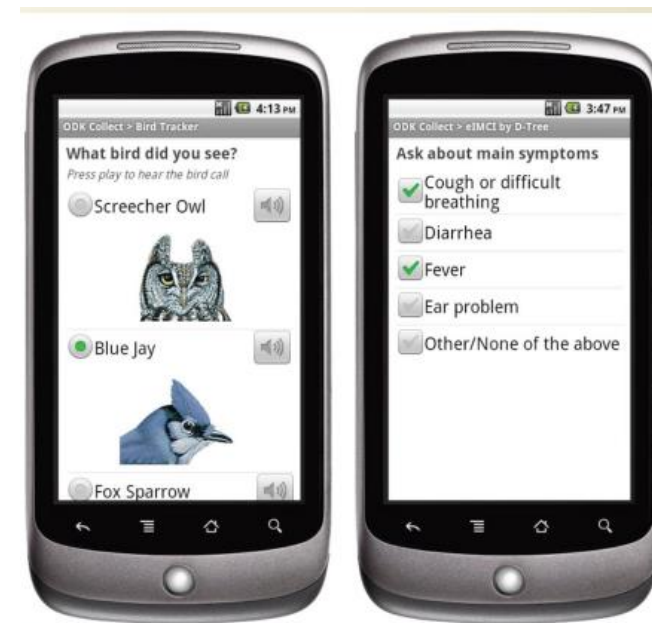 4:13 PM
ODK Collect > Bird Tracker
What bird did you see?
Press play to hear the bird call
Screecher Owl
Blue Jay
Fox Sparrow
3:47 PM
ODK Collect > eIMCI by D-Tree
Ask about main symptoms
Cough or difficult
breathing
Diarrhea
Fever
Ear problem
Other/None of the above